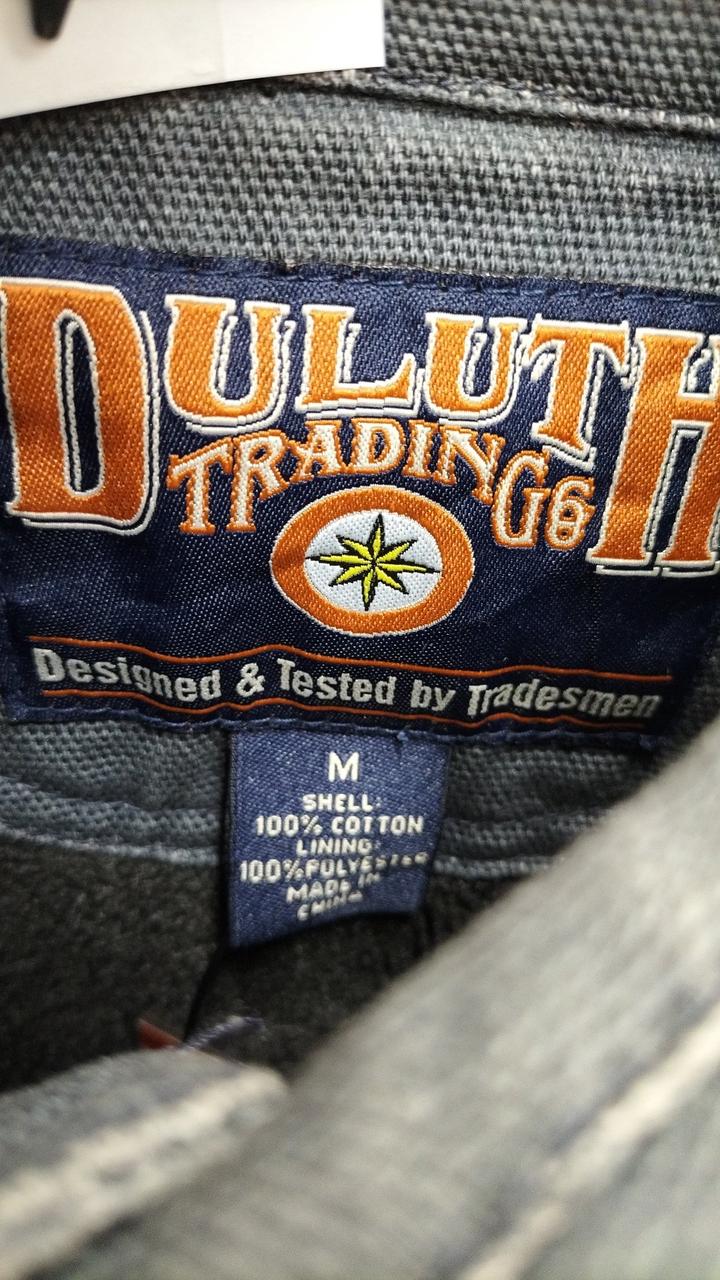 DULUTH
TRADING Co
Designed & Tested by Tradesmen
M
SHELL:
100% COTTON
LINING:
100%POLYESTER
MADE IN
CHINA